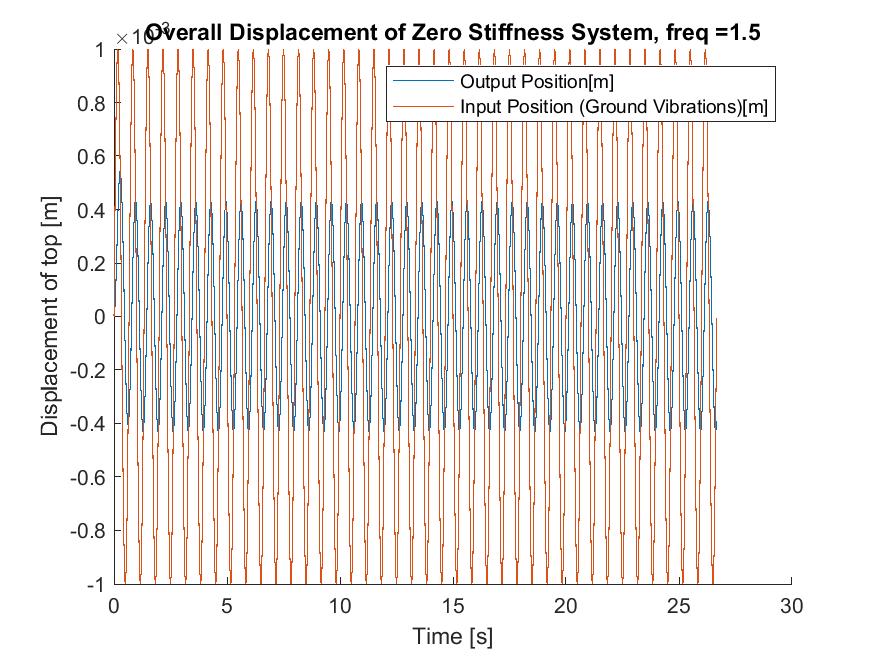 ×10⁻³
Overall Displacement of Zero Stiffness System, freq =1.5
Output Position[m]
Input Position (Ground Vibrations)[m]
Displacement of top [m]
1
0.8
0.6
0.4
0.2
0
-0.2
-0.4
-0.6
-0.8
-1
0 5 10 15 20 25 30
Time [s]